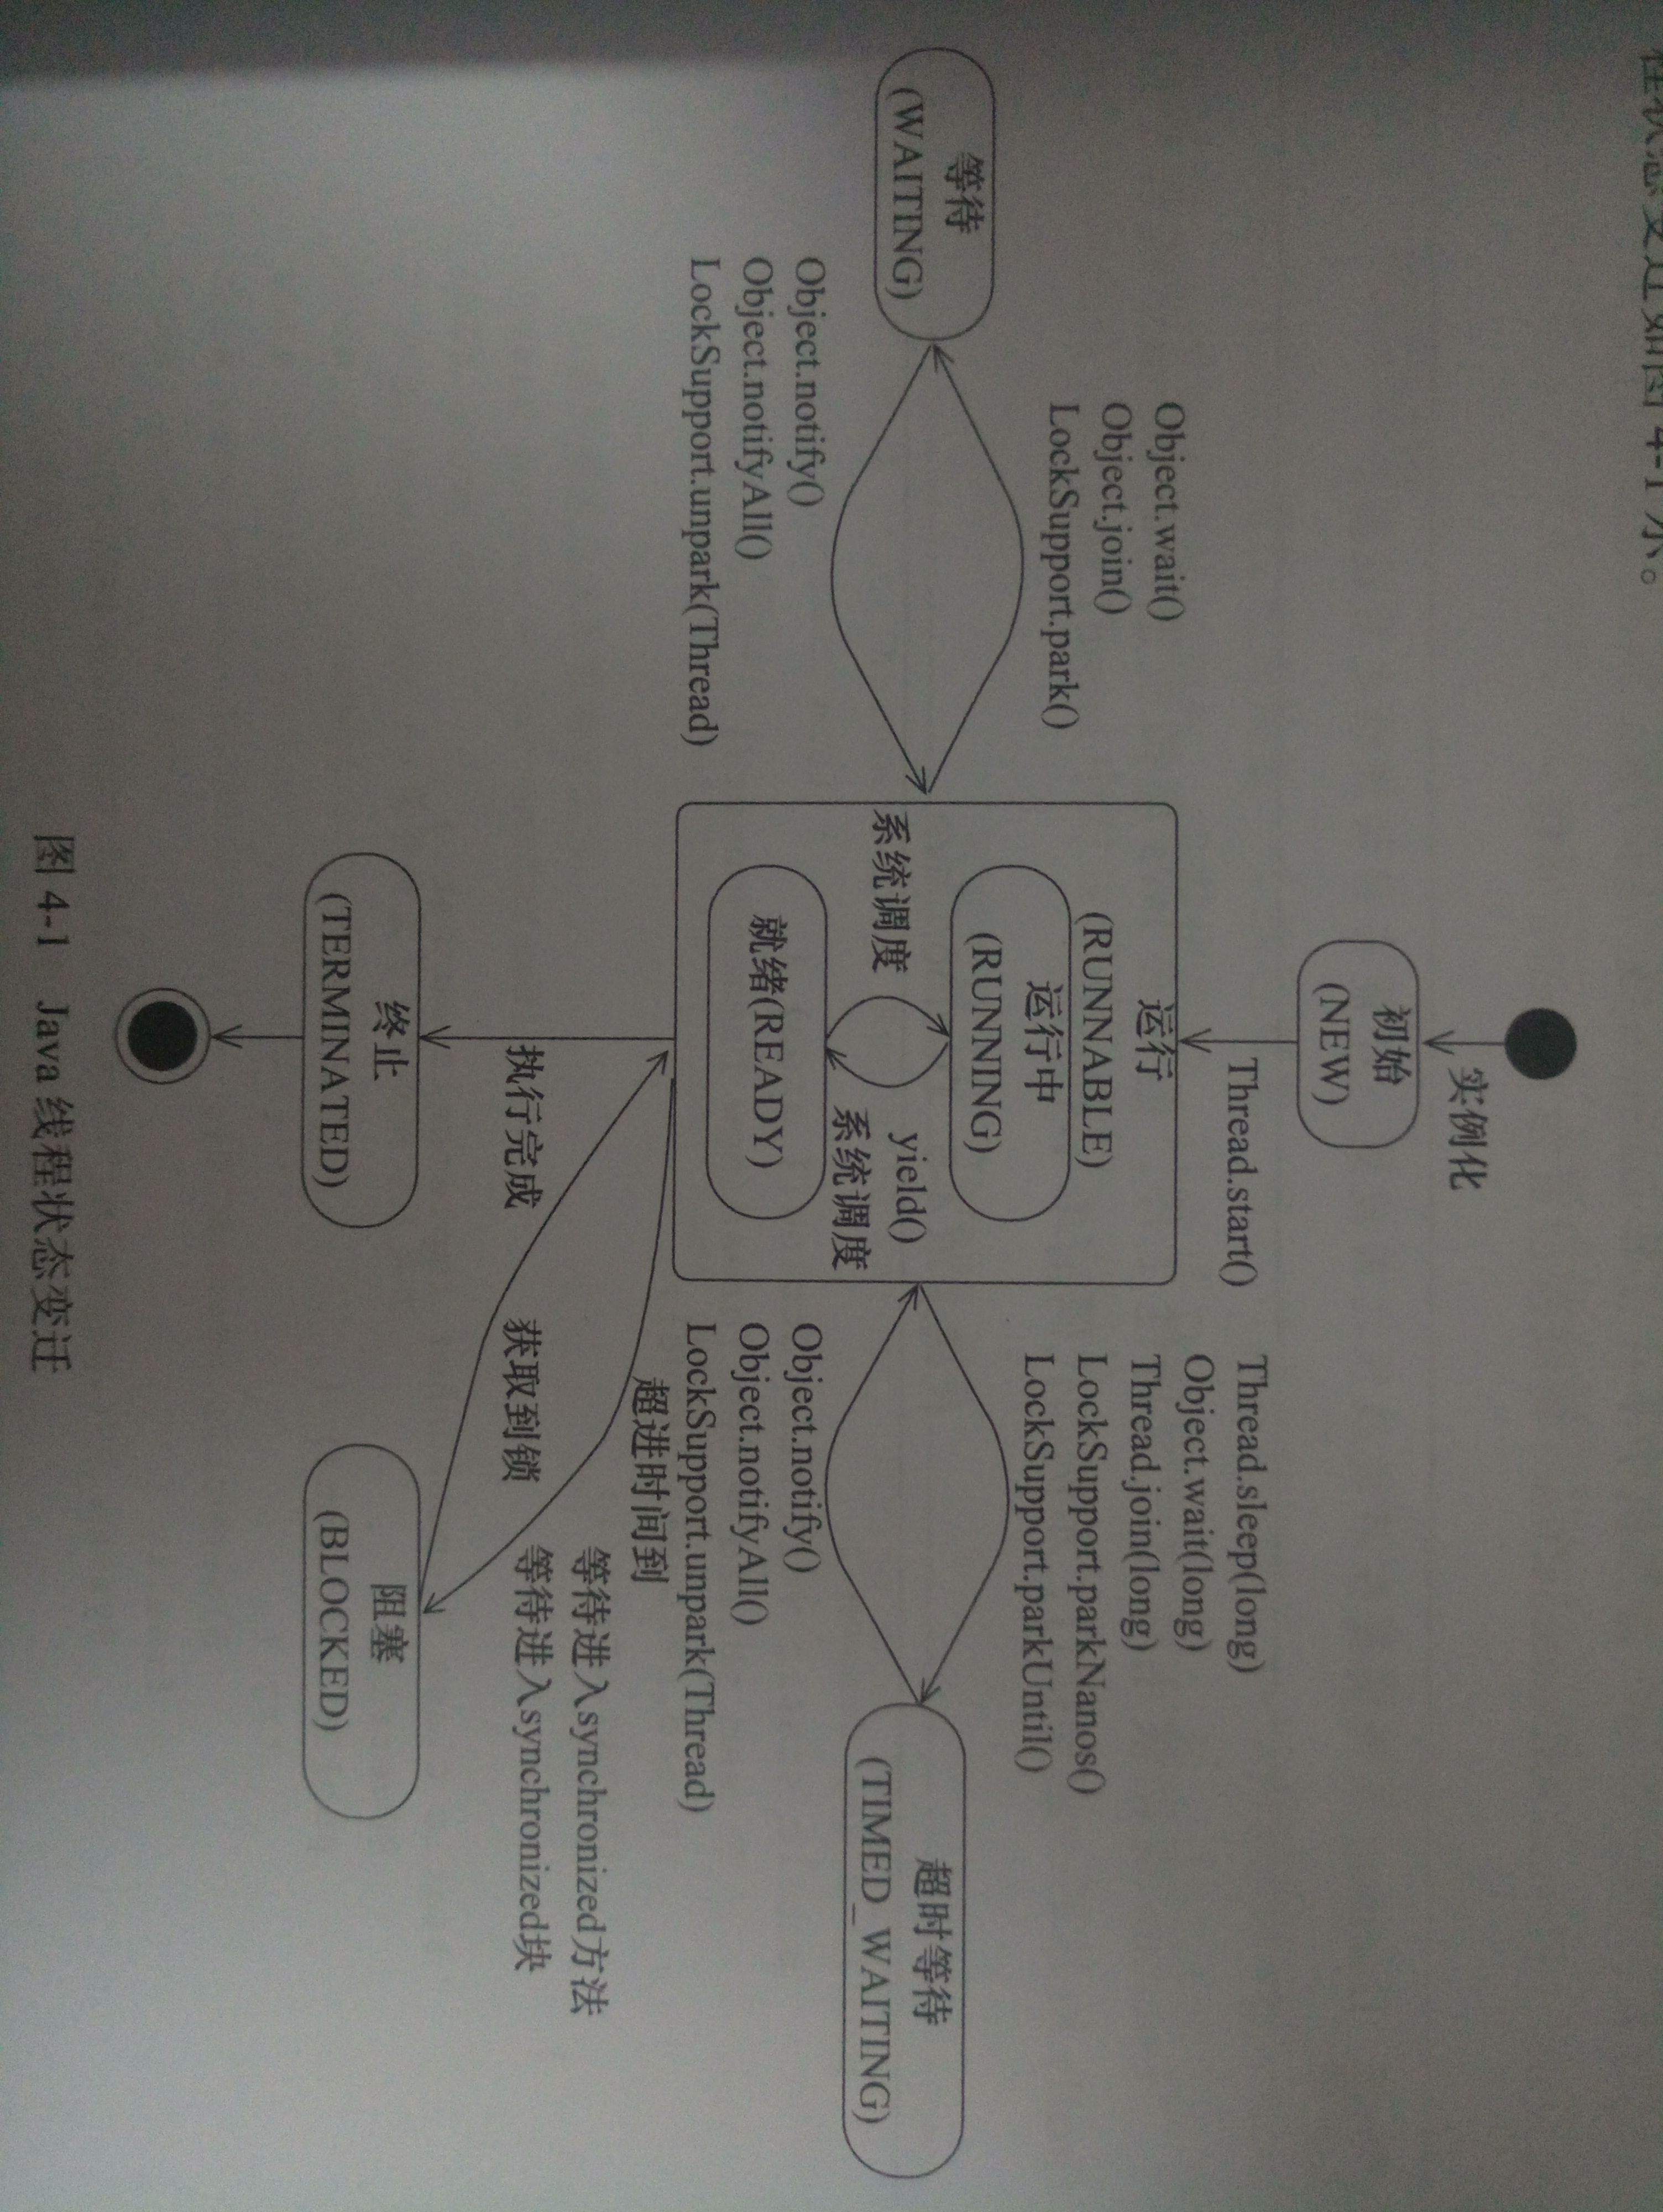 程状态变迁如图 4-1 示。
实例化
初始
(NEW)
Thread.start()
Thread.sleep(long)
Object.wait(long)
Thread.join(long)
LockSupport.parkNanos()
LockSupport.parkUntil()
Object.wait()
Object.join()
LockSupport.park()
运行
(RUNNABLE)
运行中
(RUNNING)
等待
(WAITING)
系统调度
yield()
系统调度
超时等待
(TIMED_WAITING)
就绪(READY)
Object.notify()
Object.notifyAll()
LockSupport.unpark(Thread)
Object.notify()
Object.notifyAll()
LockSupport.unpark(Thread)
超进时间到
等待进入synchronized方法
等待进入synchronized块
执行完成
获取到锁
终止
(TERMINATED)
阻塞
(BLOCKED)
图 4-1 Java 线程状态变迁